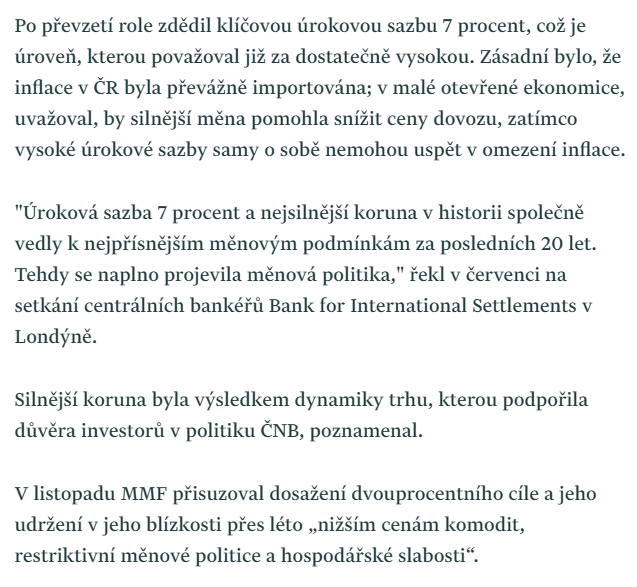 Po převzetí role zdědil klíčovou úrokovou sazbu 7 procent, což je
úroveň, kterou považoval již za dostatečně vysokou. Zásadní bylo, že
inflace v ČR byla převážně importována; v malé otevřené ekonomice,
uvažoval, by silnější měna pomohla snížit ceny dovozu, zatímco
vysoké úrokové sazby samy o sobě nemohou uspět v omezení inflace.
"Úroková sazba 7 procent a nejsilnější koruna v historii společně
vedly k nejpřísnějším měnovým podmínkám za posledních 20 let.
Tehdy se naplno projevila měnová politika," řekl v červenci na
setkání centrálních bankéřů Bank for International Settlements v
Londýně.
Silnější koruna byla výsledkem dynamiky trhu, kterou podpořila
důvěra investorů v politiku ČNB, poznamenal.
V listopadu MMF přisuzoval dosažení dvouprocentního cíle a jeho
udržení v jeho blízkosti přes léto „nižším cenám komodit,
restriktivní měnové politice a hospodářské slabosti“.